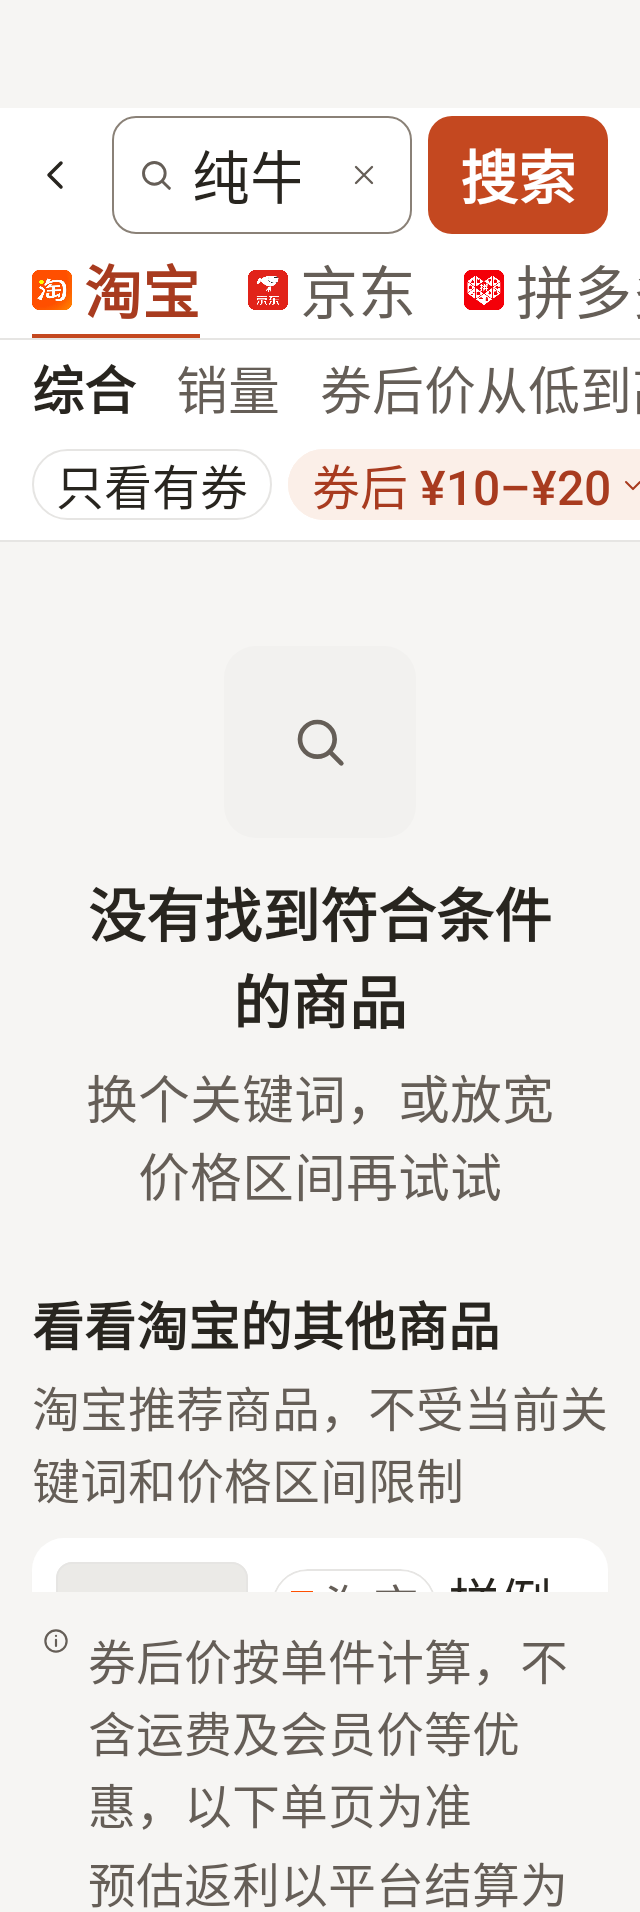 纯牛
搜索
淘 淘宝
京东 京东
拼多
综合 销量 券后价从低到
只看有券 券后 ¥10–¥20
没有找到符合条件
的商品
换个关键词，或放宽
价格区间再试试
看看淘宝的其他商品
淘宝推荐商品，不受当前关
键词和价格区间限制
券后价按单件计算，不
含运费及会员价等优
惠，以下单页为准
预估返利以平台结算为